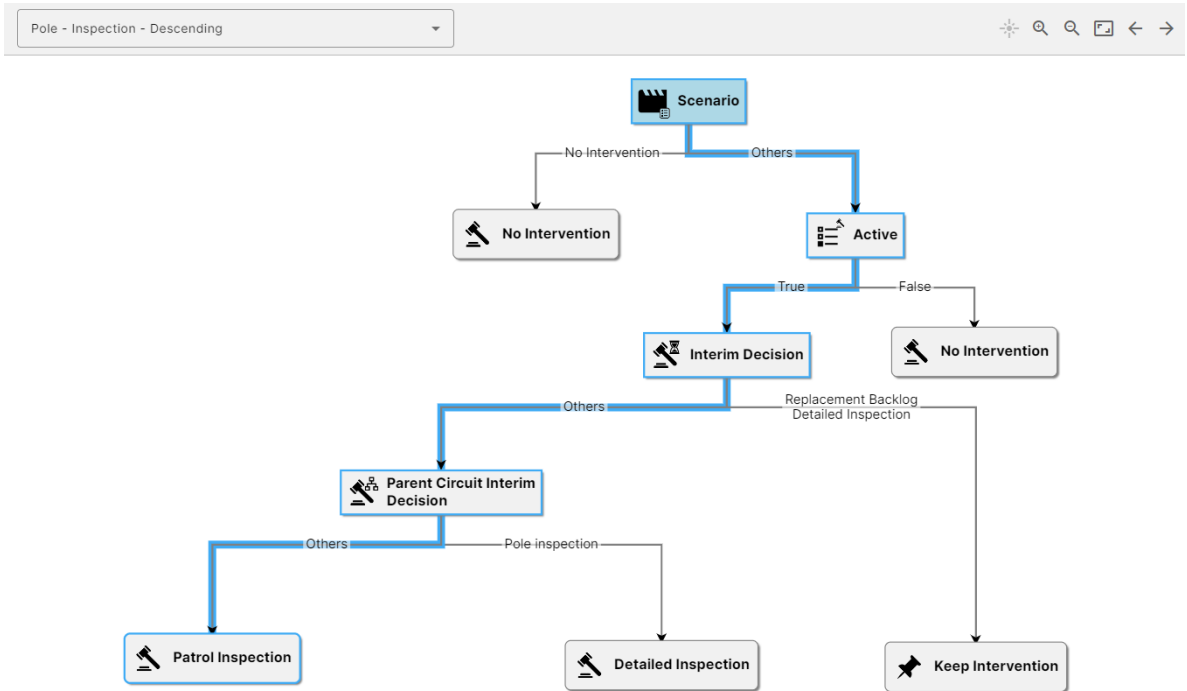 Pole - Inspection - Descending
Scenario
No Intervention
Others
No Intervention
Active
True
False
Interim Decision
No Intervention
Others
Replacement Backlog
Detailed Inspection
Parent Circuit Interim
Decision
Others
Pole inspection
Patrol Inspection
Detailed Inspection
Keep Intervention